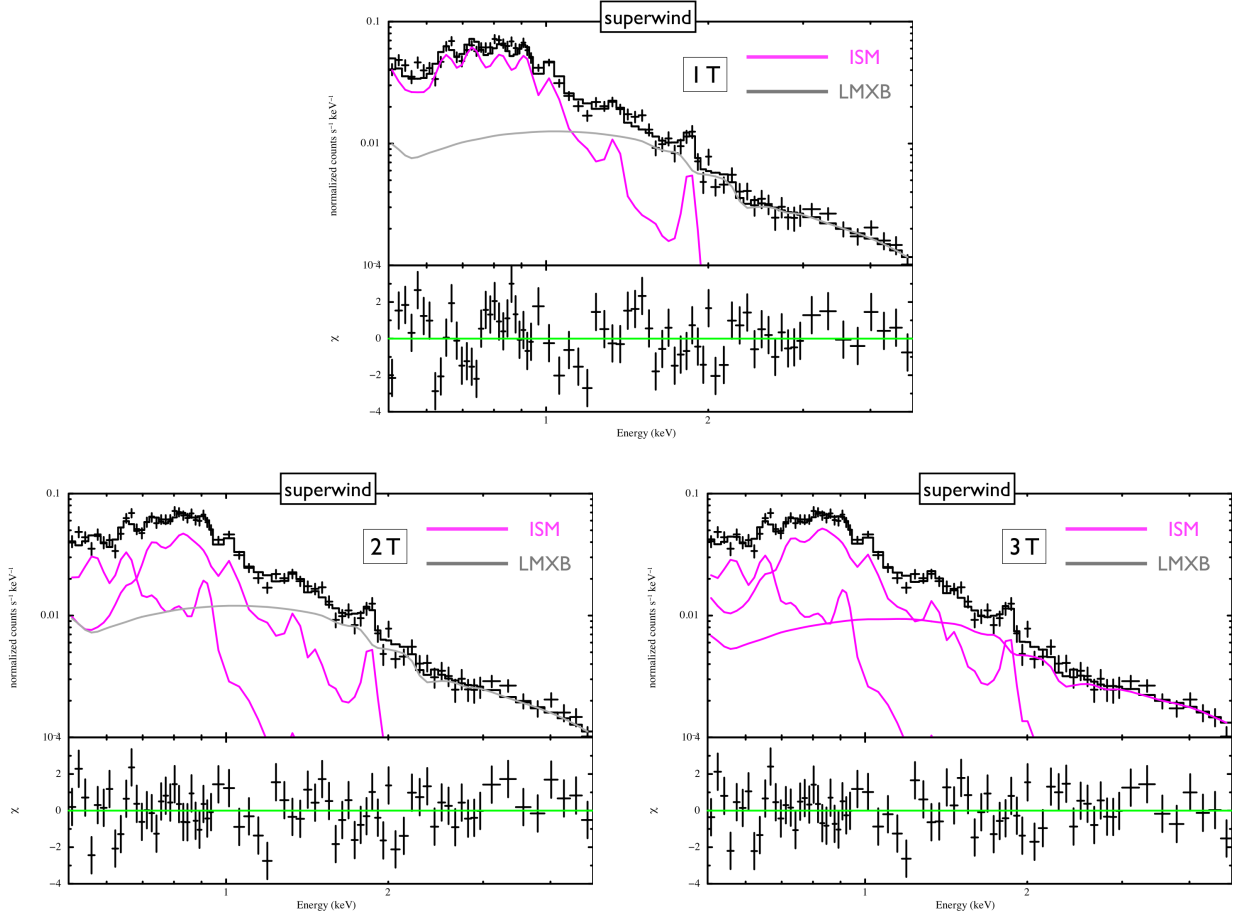 superwind
0.1
ISM
1 T
LMXB
normalized counts s⁻¹ keV⁻¹
0.01
10⁻⁴
2
χ
0
−2
−4
1
2
Energy (keV)
superwind
0.1
ISM
2 T
LMXB
normalized counts s⁻¹ keV⁻¹
0.01
10⁻⁴
2
χ
0
−2
−4
1
2
Energy (keV)
superwind
0.1
ISM
3 T
LMXB
normalized counts s⁻¹ keV⁻¹
0.01
10⁻⁴
2
χ
0
−2
−4
1
2
Energy (keV)